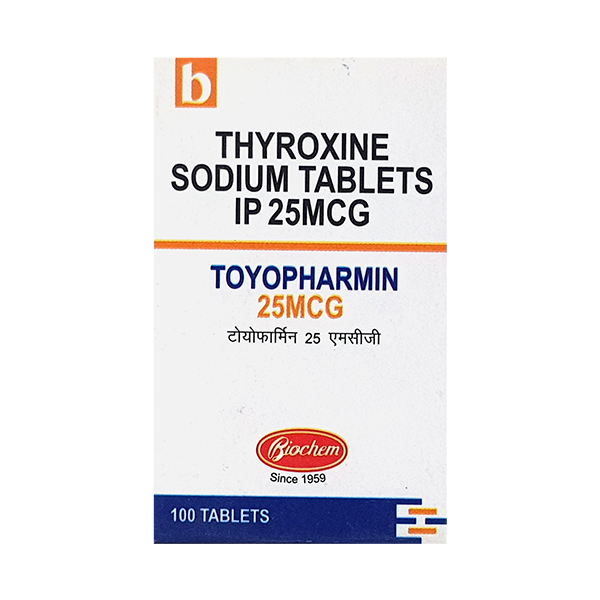 b
THYROXINE
SODIUM TABLETS
IP 25MCG
TOYOPHARMIN
25MCG
टोयोफार्मिन 25 एमसीजी
Biochem
Since 1959
100 TABLETS